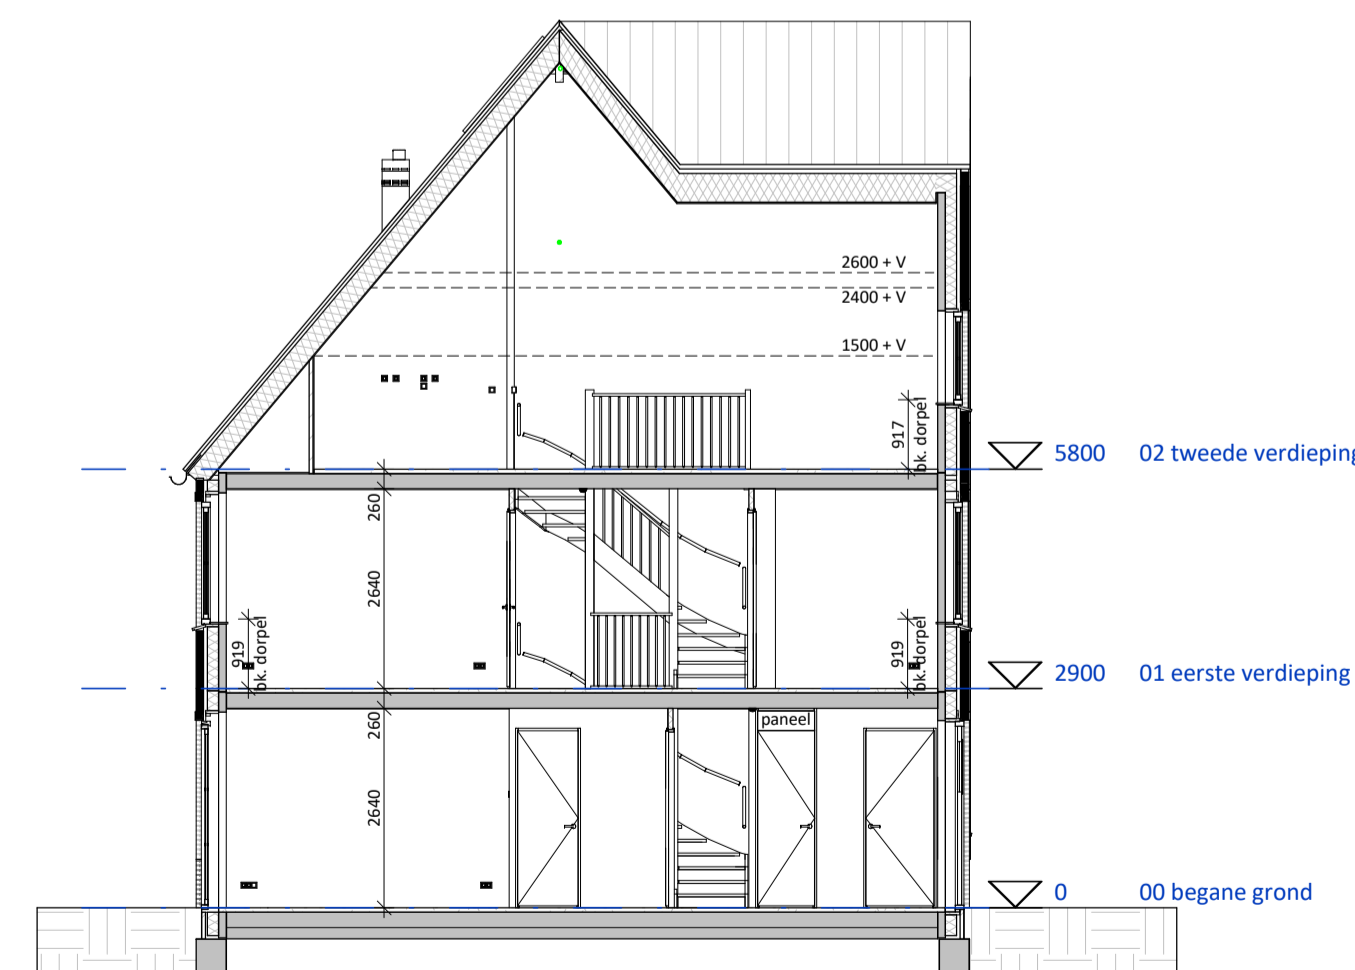 2600 + V
2400 + V
1500 + V
917
bk. dorpel
5800 02 tweede verdieping
260
2640
919
bk. dorpel
919
bk. dorpel
2900 01 eerste verdieping
260
paneel
2640
0 00 begane grond